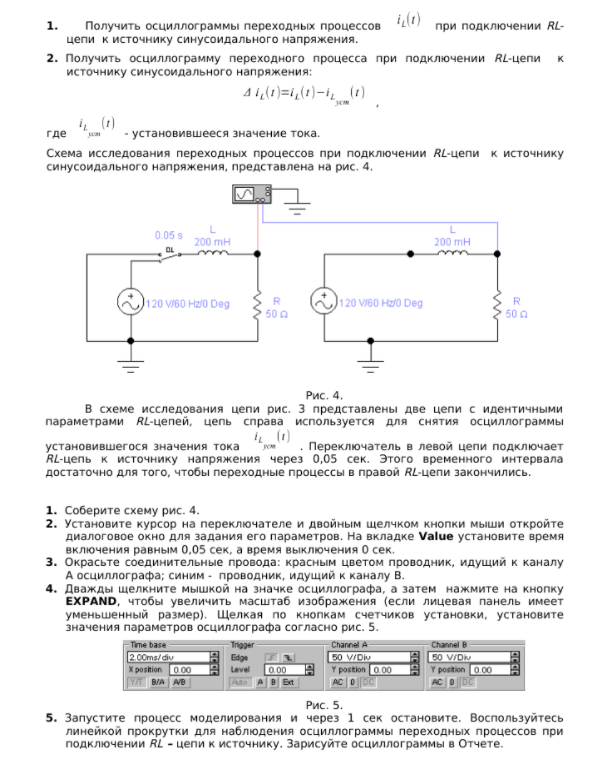 1. Получить осциллограммы переходных процессов i_L(t) при подключении RL-
цепи к источнику синусоидального напряжения.
2. Получить осциллограмму переходного процесса при подключении RL-цепи к
источнику синусоидального напряжения:
Δ i_L(t)=i_L(t)−i_L уст(t) ,
где i_L уст(t) - установившееся значение тока.
Схема исследования переходных процессов при подключении RL-цепи к источнику
синусоидального напряжения, представлена на рис. 4.
0.05 s
L
200 mH
L
200 mH
120 V/60 Hz/0 Deg
R
50 Ω
120 V/60 Hz/0 Deg
R
50 Ω
Рис. 4.
В схеме исследования цепи рис. 3 представлены две цепи с идентичными
параметрами RL-цепей, цепь справа используется для снятия осциллограммы
установившегося значения тока i_L уст(t) . Переключатель в левой цепи подключает
RL-цепь к источнику напряжения через 0,05 сек. Этого временного интервала
достаточно для того, чтобы переходные процессы в правой RL-цепи закончились.
1. Соберите схему рис. 4.
2. Установите курсор на переключателе и двойным щелчком кнопки мыши откройте
диалоговое окно для задания его параметров. На вкладке Value установите время
включения равным 0,05 сек, а время выключения 0 сек.
3. Окрасьте соединительные провода: красным цветом проводник, идущий к каналу
А осциллографа; синим - проводник, идущий к каналу В.
4. Дважды щелкните мышкой на значке осциллографа, а затем нажмите на кнопку
EXPAND, чтобы увеличить масштаб изображения (если лицевая панель имеет
уменьшенный размер). Щелкая по кнопкам счетчиков установки, установите
значения параметров осциллографа согласно рис. 5.
Time base Trigger Channel A Channel B
2.00ms/div Edge 50 V/Div 50 V/Div
X position 0.00 Level 0.00 Y position 0.00 Y position 0.00
Y/T B/A A/B Auto A B Ext AC 0 DC AC 0 DC
Рис. 5.
5. Запустите процесс моделирования и через 1 сек остановите. Воспользуйтесь
линейкой прокрутки для наблюдения осциллограммы переходных процессов при
подключении RL – цепи к источнику. Зарисуйте осциллограммы в Отчете.